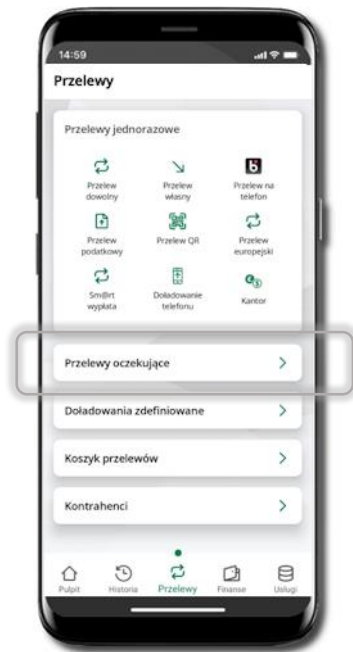 14:59
Przelewy
Przelewy jednorazowe
Przelew
dowolny
Przelew
własny
Przelew na
telefon
Przelew
podatkowy
Przelew QR
Przelew
europejski
Sm@rt
wypłata
Doładowanie
telefonu
Kantor
Przelewy oczekujące
Doładowania zdefiniowane
Koszyk przelewów
Kontrahenci
Pulpit
Historia
Przelewy
Finanse
Usługi